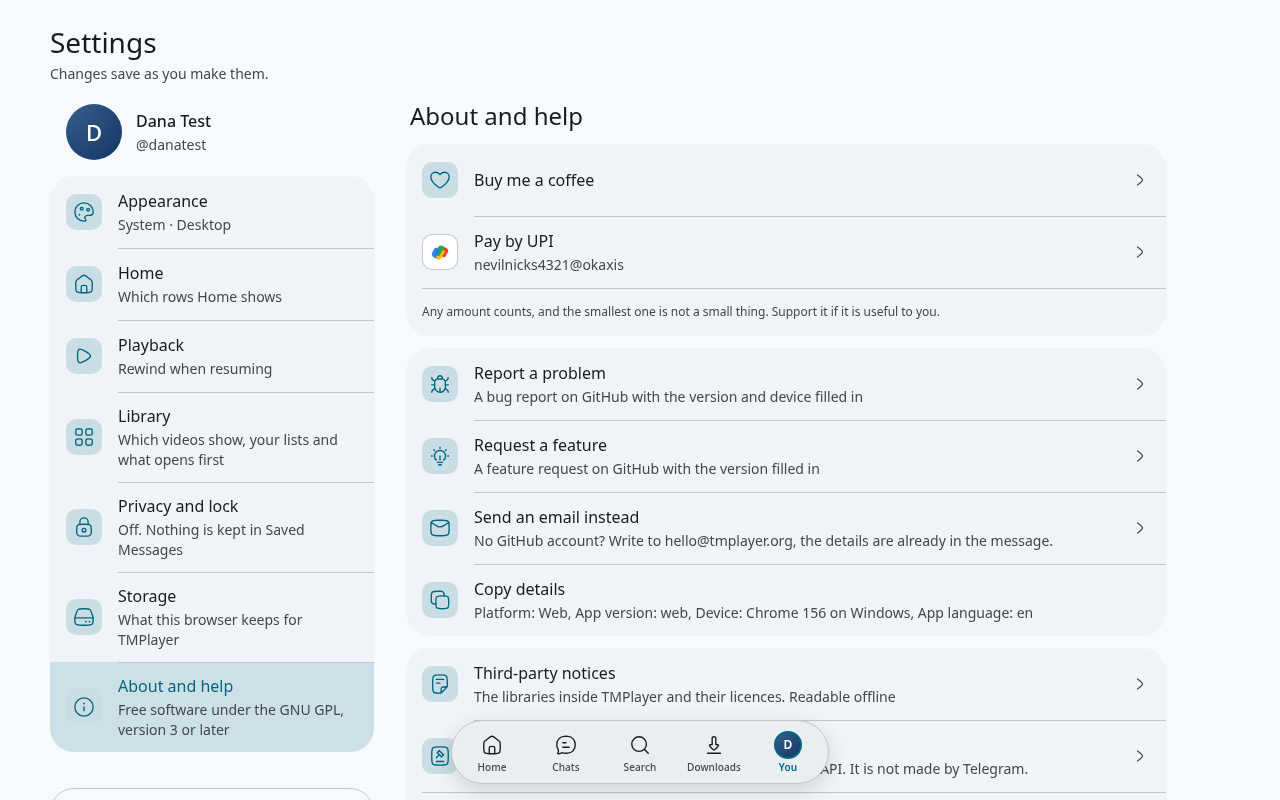 Settings
Changes save as you make them.
D
Dana Test
@danatest
Appearance
System · Desktop
Home
Which rows Home shows
Playback
Rewind when resuming
Library
Which videos show, your lists and
what opens first
Privacy and lock
Off. Nothing is kept in Saved
Messages
Storage
What this browser keeps for
TMPlayer
About and help
Free software under the GNU GPL,
version 3 or later
About and help
Buy me a coffee
Pay by UPI
nevilnicks4321@okaxis
Any amount counts, and the smallest one is not a small thing. Support it if it is useful to you.
Report a problem
A bug report on GitHub with the version and device filled in
Request a feature
A feature request on GitHub with the version filled in
Send an email instead
No GitHub account? Write to hello@tmplayer.org, the details are already in the message.
Copy details
Platform: Web, App version: web, Device: Chrome 156 on Windows, App language: en
Third-party notices
The libraries inside TMPlayer and their licences. Readable offline
API. It is not made by Telegram.
Home
Chats
Search
Downloads
D
You